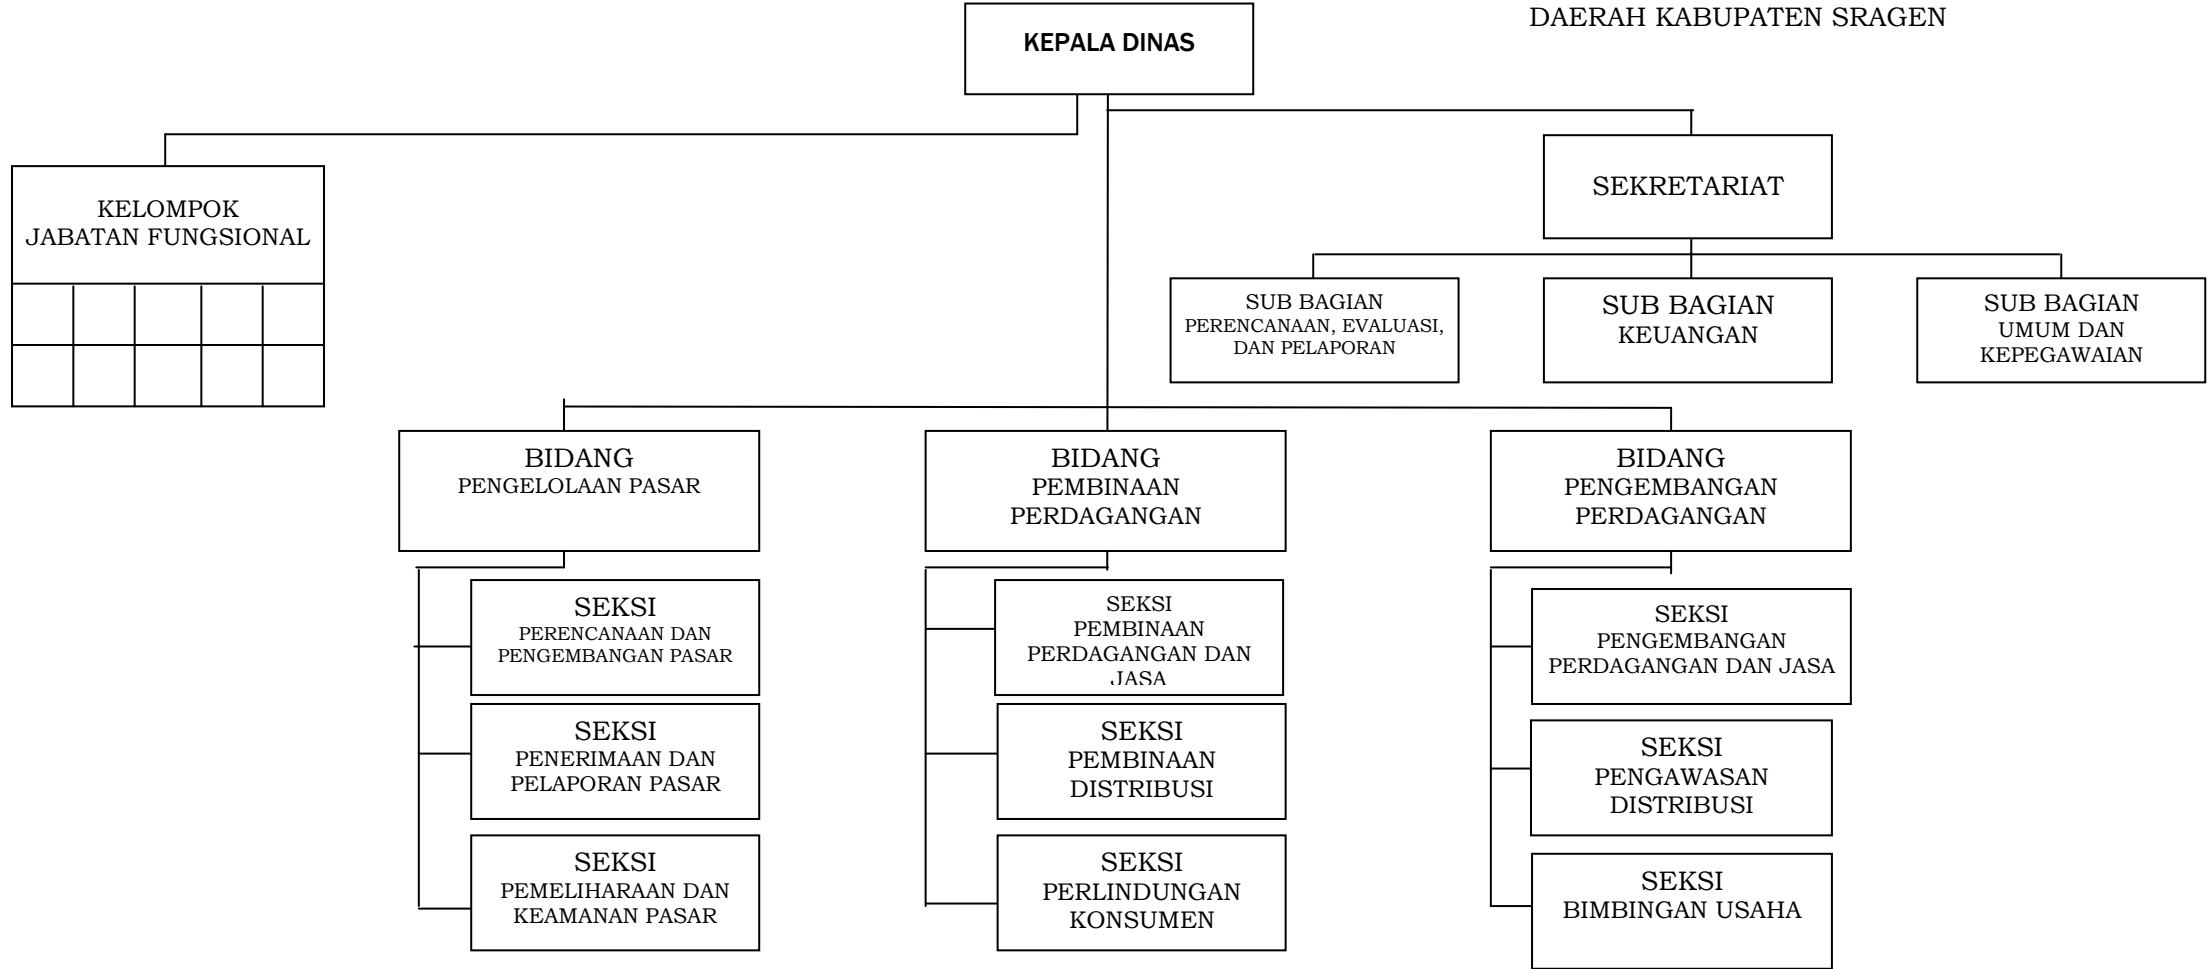 DAERAH KABUPATEN SRAGEN
KEPALA DINAS
SEKRETARIAT
KELOMPOK
JABATAN FUNGSIONAL
SUB BAGIAN
PERENCANAAN, EVALUASI,
DAN PELAPORAN
SUB BAGIAN
KEUANGAN
SUB BAGIAN
UMUM DAN
KEPEGAWAIAN
BIDANG
PENGELOLAAN PASAR
BIDANG
PEMBINAAN
PERDAGANGAN
BIDANG
PENGEMBANGAN
PERDAGANGAN
SEKSI
PERENCANAAN DAN
PENGEMBANGAN PASAR
SEKSI
PENERIMAAN DAN
PELAPORAN PASAR
SEKSI
PEMELIHARAAN DAN
KEAMANAN PASAR
SEKSI
PEMBINAAN
PERDAGANGAN DAN
JASA
SEKSI
PEMBINAAN
DISTRIBUSI
SEKSI
PERLINDUNGAN
KONSUMEN
SEKSI
PENGEMBANGAN
PERDAGANGAN DAN JASA
SEKSI
PENGAWASAN
DISTRIBUSI
SEKSI
BIMBINGAN USAHA